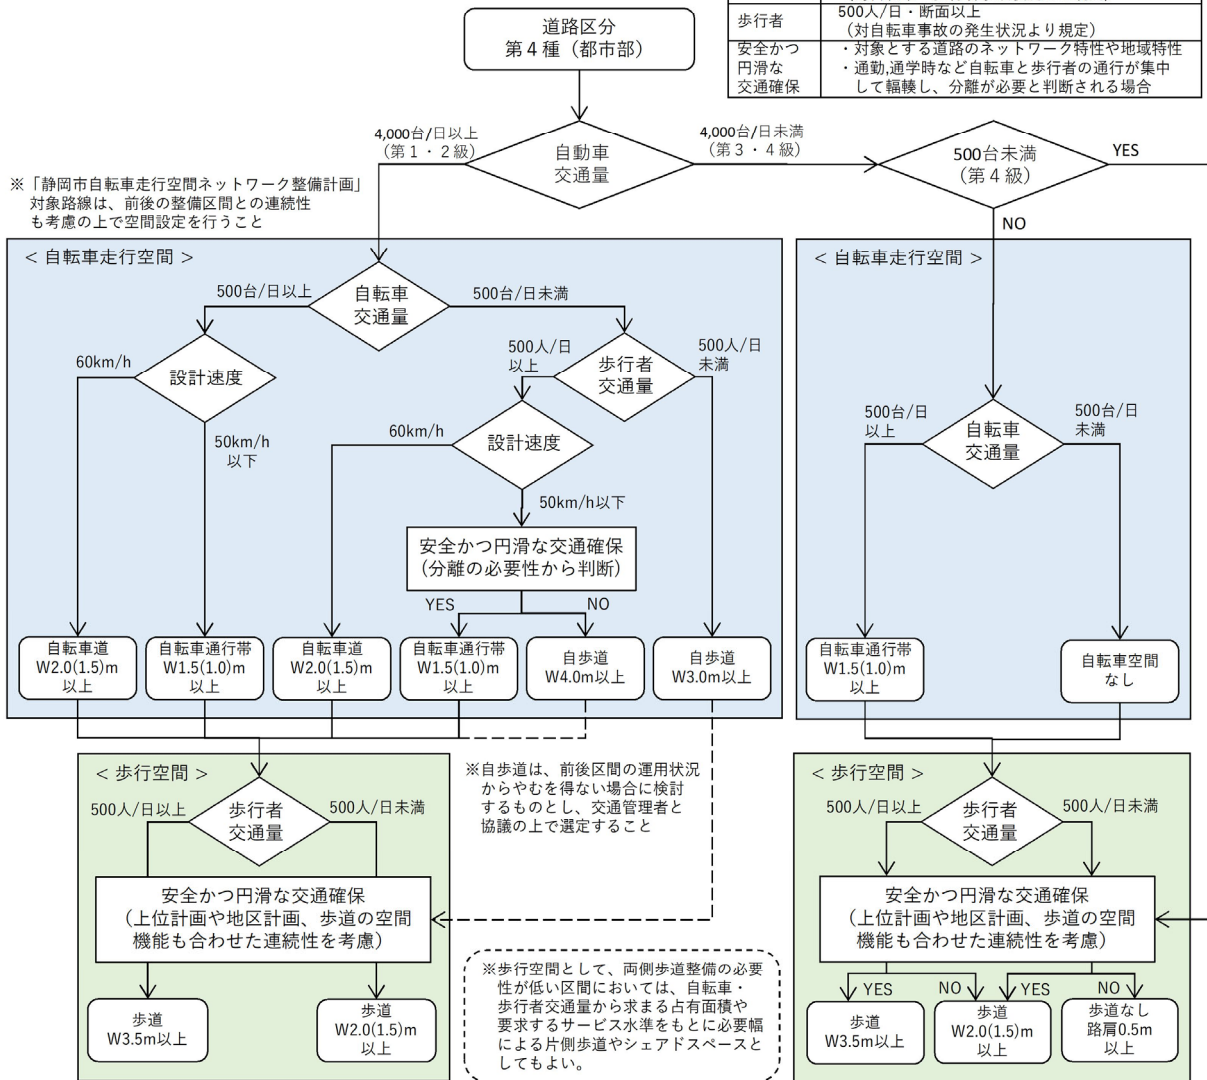 歩行者
500人/日・断面以上
（対自転車事故の発生状況より規定）
安全かつ
円滑な
交通確保
・対象とする道路のネットワーク特性や地域特性
・通勤,通学時など自転車と歩行者の通行が集中
して輻輳し、分離が必要と判断される場合
道路区分
第４種（都市部）
4,000台/日以上
（第１・２級）
自動車
交通量
4,000台/日未満
（第３・４級）
500台未満
（第４級）
YES
NO
※「静岡市自転車走行空間ネットワーク整備計画」
対象路線は、前後の整備区間との連続性
も考慮の上で空間設定を行うこと
＜自転車走行空間＞
500台/日以上
自転車
交通量
500台/日未満
60km/h
設計速度
50km/h
以下
500人/日
以上
歩行者
交通量
500人/日
未満
60km/h
設計速度
50km/h以下
安全かつ円滑な交通確保
（分離の必要性から判断）
YES
NO
自転車道
W2.0(1.5)m
以上
自転車通行帯
W1.5(1.0)m
以上
自転車道
W2.0(1.5)m
以上
自転車通行帯
W1.5(1.0)m
以上
自歩道
W4.0m以上
自歩道
W3.0m以上
＜自転車走行空間＞
500台/日
以上
自転車
交通量
500台/日
未満
自転車通行帯
W1.5(1.0)m
以上
自転車空間
なし
＜歩行空間＞
500人/日以上
歩行者
交通量
500人/日未満
安全かつ円滑な交通確保
（上位計画や地区計画、歩道の空間
機能も合わせた連続性を考慮）
歩道
W3.5m以上
歩道
W2.0(1.5)m
以上
※自歩道は、前後区間の運用状況
からやむを得ない場合に検討
するものとし、交通管理者と
協議の上で選定すること
※歩行空間として、両側歩道整備の必要
性が低い区間においては、自転車・
歩行者交通量から求まる占有面積や
要求するサービス水準をもとに必要幅
による片側歩道やシェアドスペースと
してもよい。
＜歩行空間＞
500人/日以上
歩行者
交通量
500人/日未満
安全かつ円滑な交通確保
（上位計画や地区計画、歩道の空間
機能も合わせた連続性を考慮）
YES
NO
YES
NO
歩道
W3.5m以上
歩道
W2.0(1.5)m
以上
歩道なし
路肩0.5m
以上